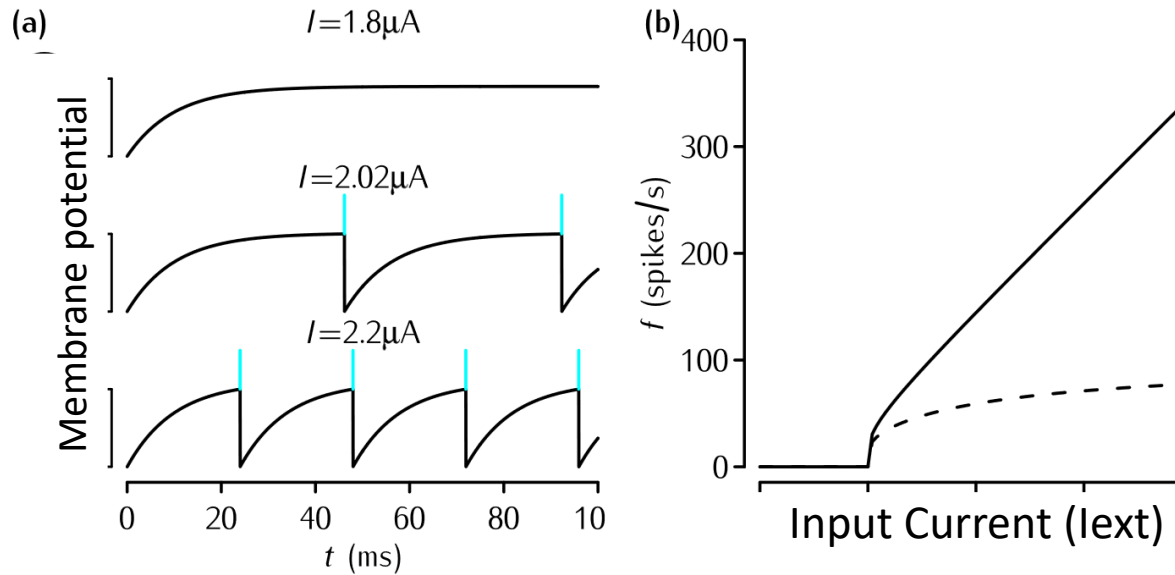 (a)
I=1.8µA
Membrane potential
I=2.02µA
I=2.2µA
0 20 40 60 80 10
t (ms)
(b)
400
300
200
100
0
f (spikes/s)
Input Current (Iext)